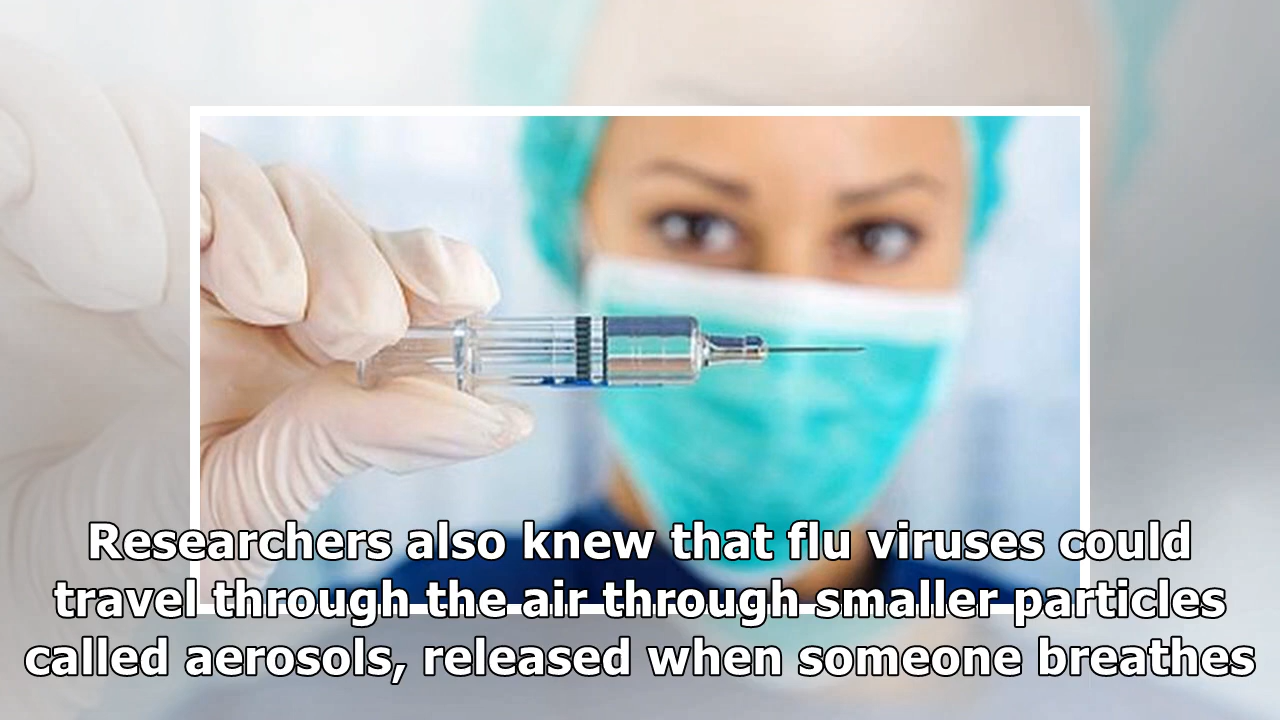 Researchers also knew that flu viruses could
travel through the air through smaller particles
called aerosols, released when someone breathes